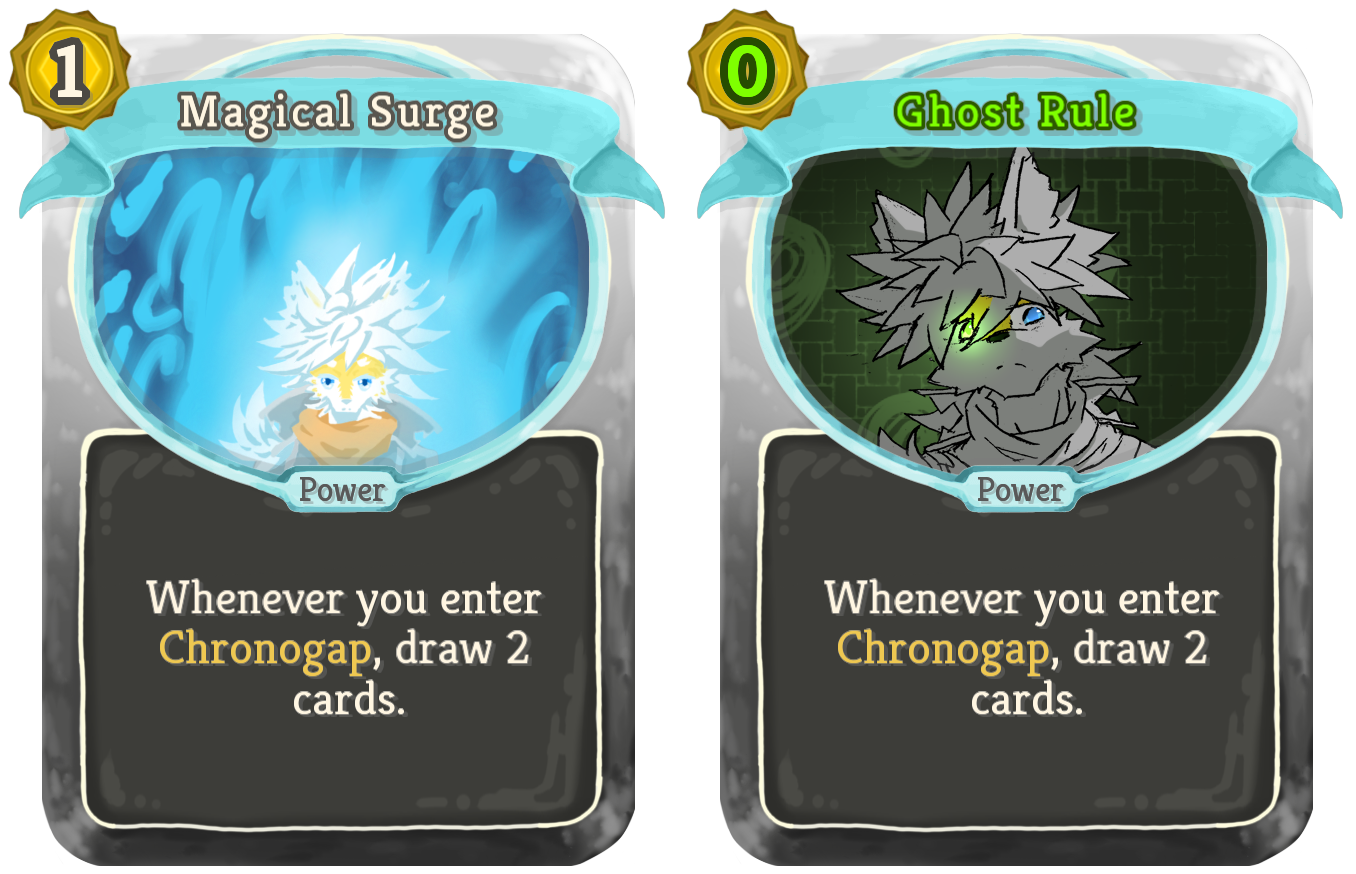 1
Magical Surge
Power
Whenever you enter
Chronogap, draw 2
cards.
0
Ghost Rule
Power
Whenever you enter
Chronogap, draw 2
cards.